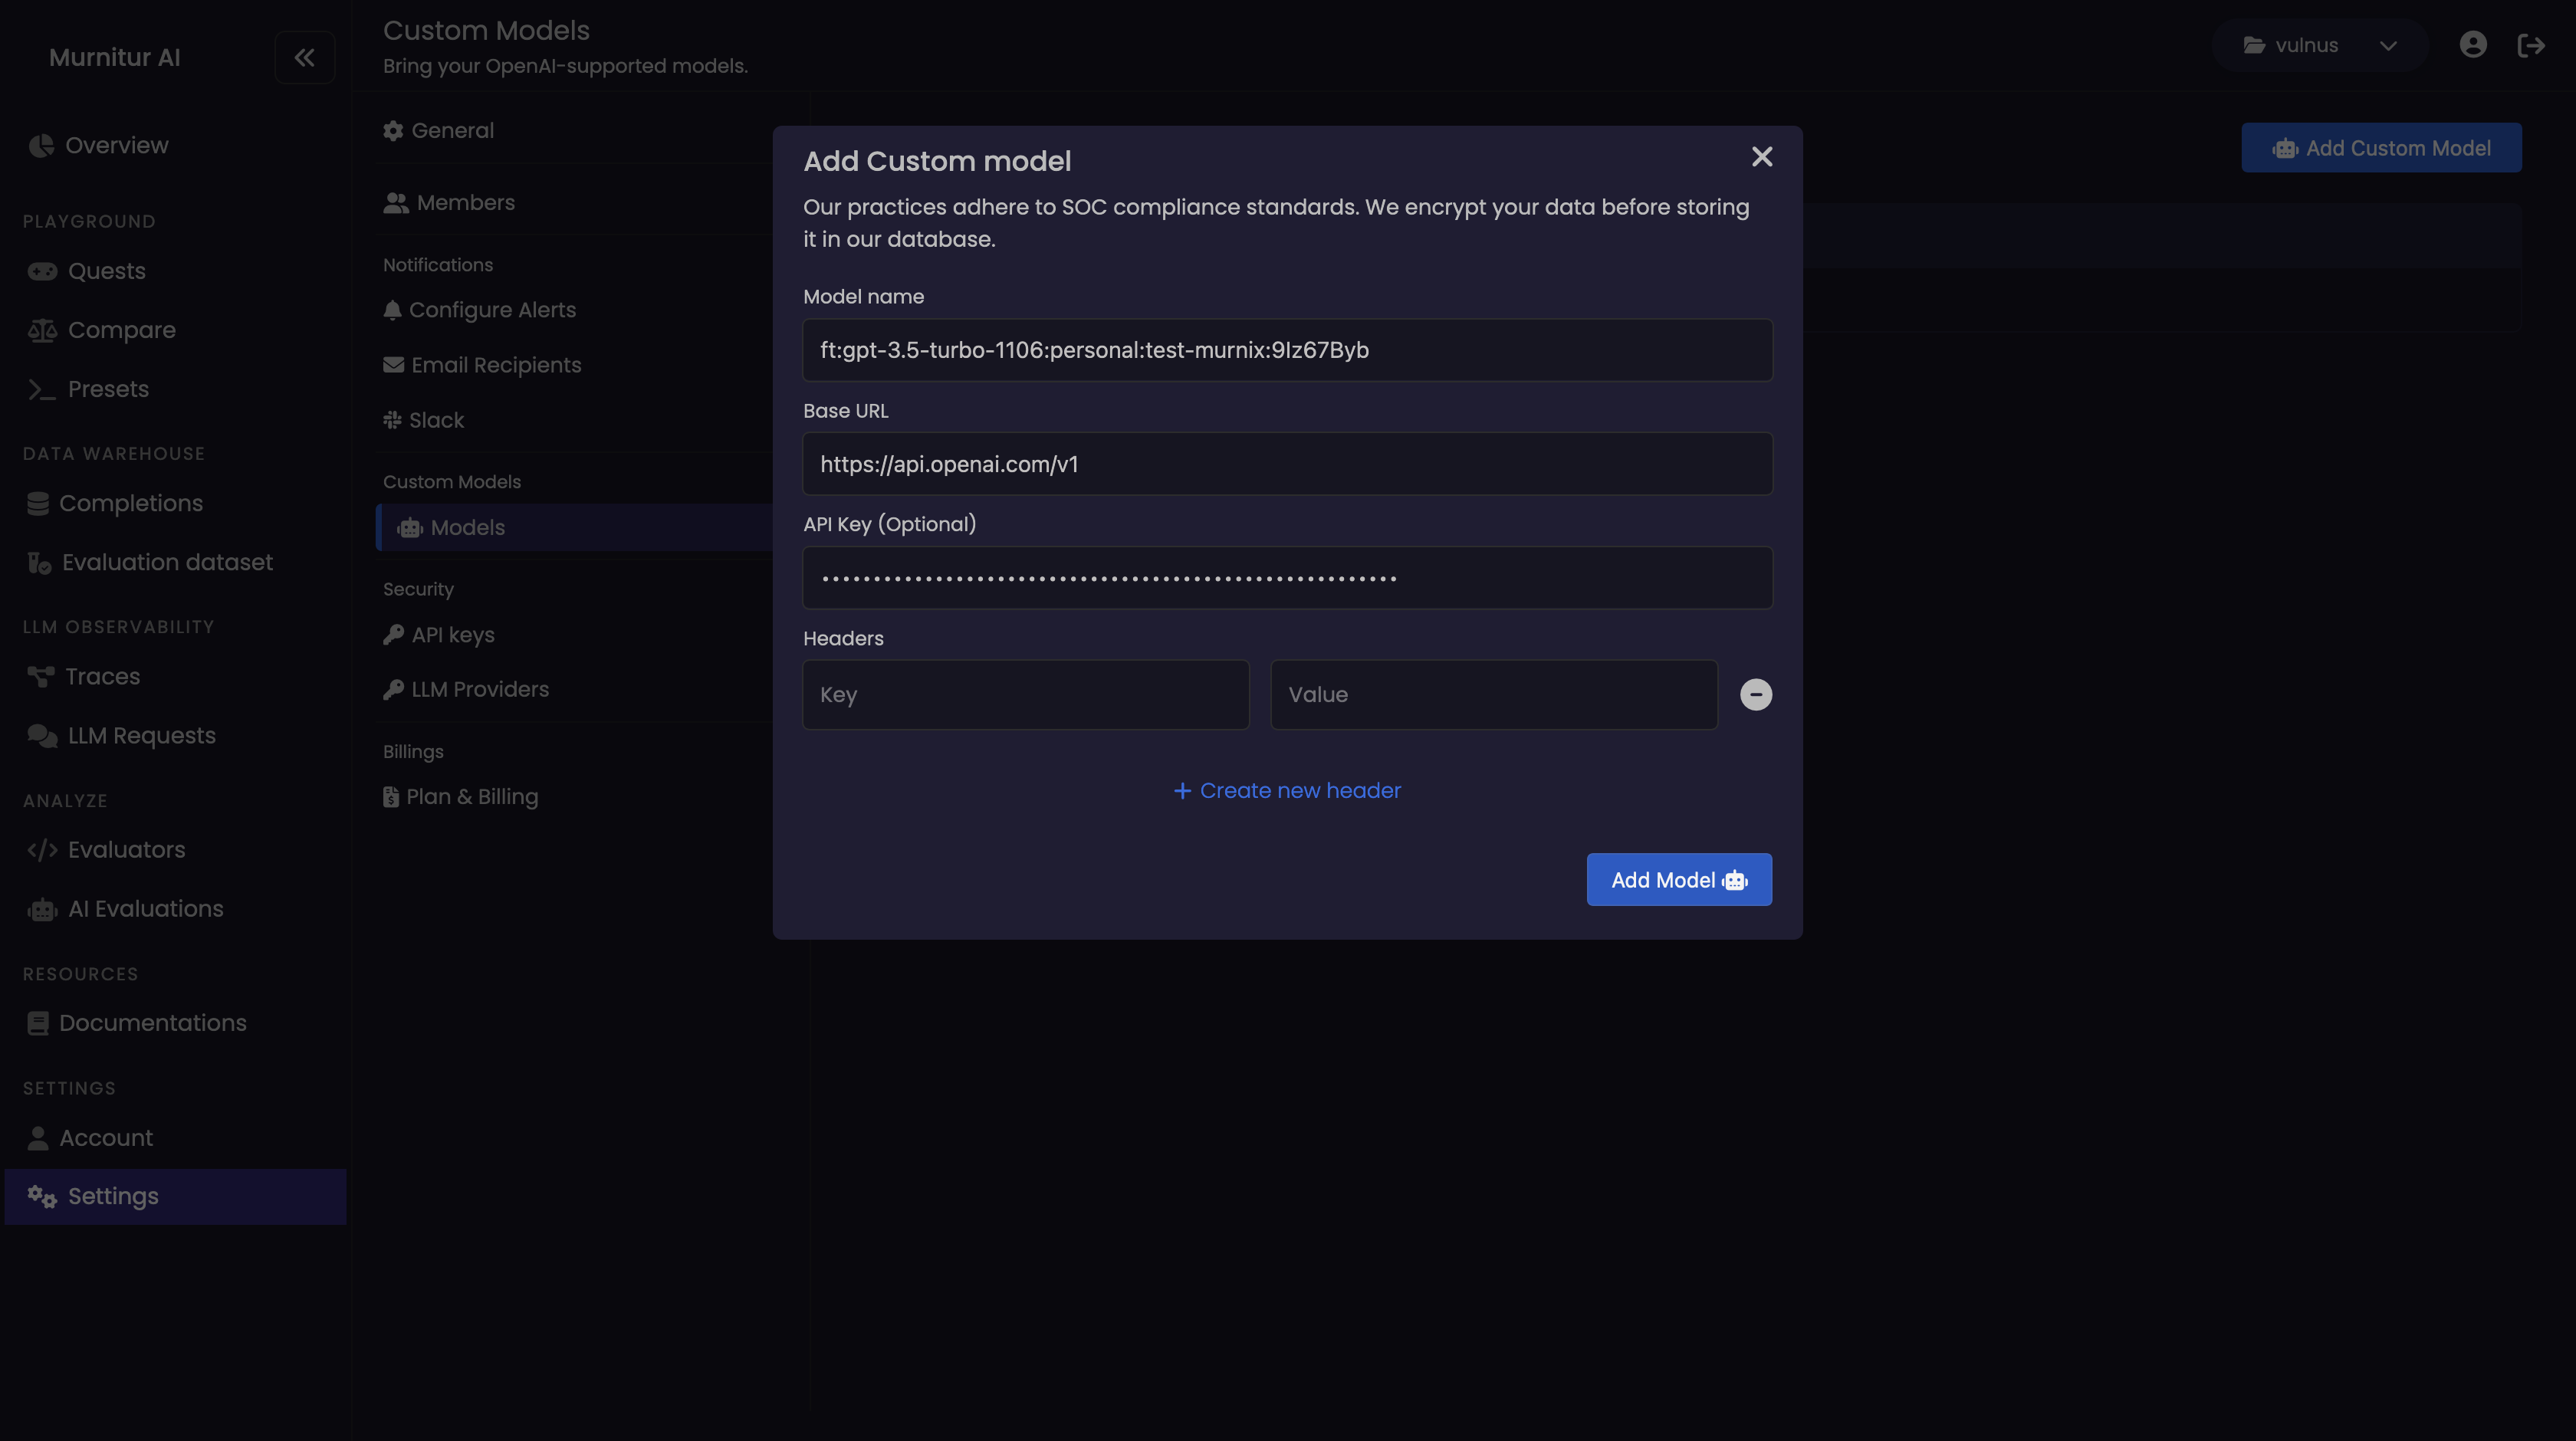 Murnitur AI
Overview
PLAYGROUND
Quests
Compare
Presets
DATA WAREHOUSE
Completions
Evaluation dataset
LLM OBSERVABILITY
Traces
LLM Requests
ANALYZE
Evaluators
AI Evaluations
RESOURCES
Documentations
SETTINGS
Account
Settings
Custom Models
Bring your OpenAI-supported models.
vulnus
General
Members
Notifications
Configure Alerts
Email Recipients
Slack
Custom Models
Models
Security
API keys
LLM Providers
Billings
Plan & Billing
Add Custom Model
Add Custom model
Our practices adhere to SOC compliance standards. We encrypt your data before storing
it in our database.
Model name
ft:gpt-3.5-turbo-1106:personal:test-murnix:9Iz67Byb
Base URL
https://api.openai.com/v1
API Key (Optional)
Headers
Key Value
+ Create new header
Add Model